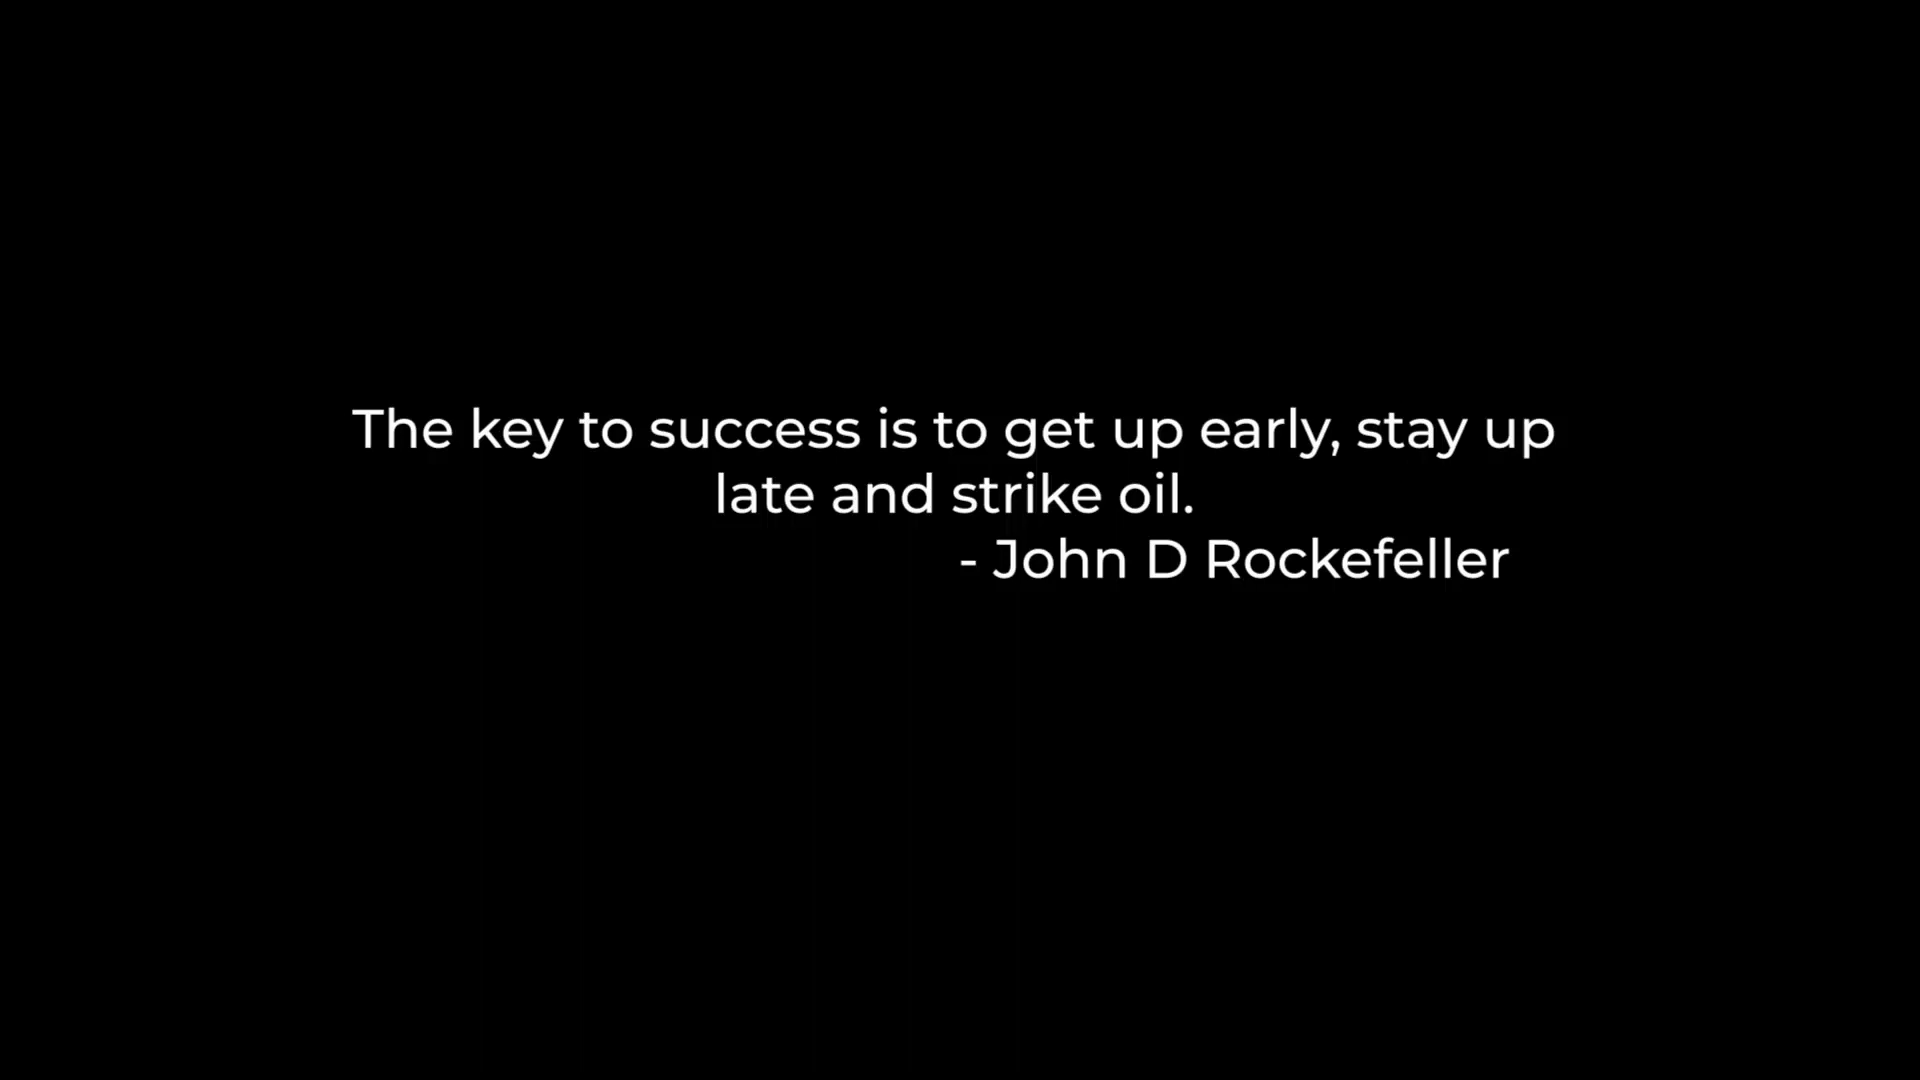 The key to success is to get up early, stay up
late and strike oil.
- John D Rockefeller